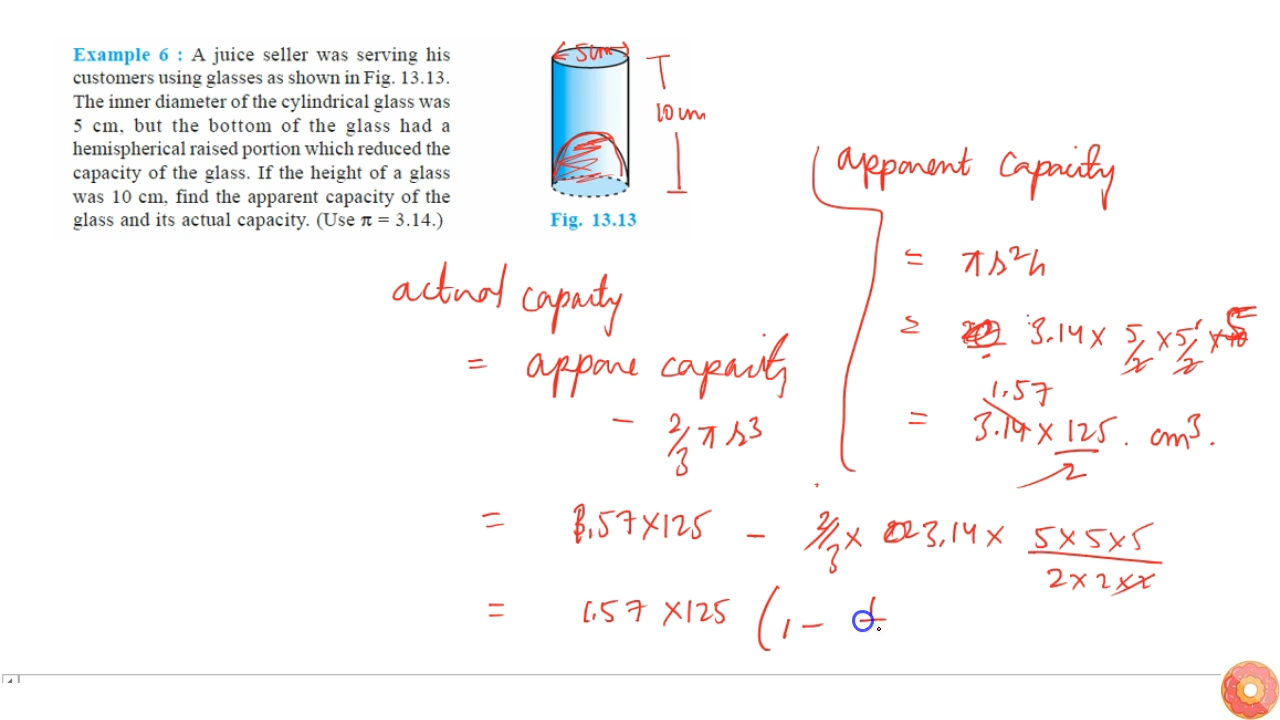 Example 6 : A juice seller was serving his
customers using glasses as shown in Fig. 13.13.
The inner diameter of the cylindrical glass was
5 cm, but the bottom of the glass had a
hemispherical raised portion which reduced the
capacity of the glass. If the height of a glass
was 10 cm, find the apparent capacity of the
glass and its actual capacity. (Use π = 3.14.)
5cm
10 cm
Fig. 13.13
apponent capacity
= πr²h
= 3.14 × 5/2 × 5/2 × 10 5
1.57
= 3.14 × 125/2 . cm³.
actual capacity
= appone capacity
- 2/3 πr³
= 1.57×125 - 2/3 × 3.14 × 5×5×5 / 2×2×2
= 1.57 ×125 ( 1 -